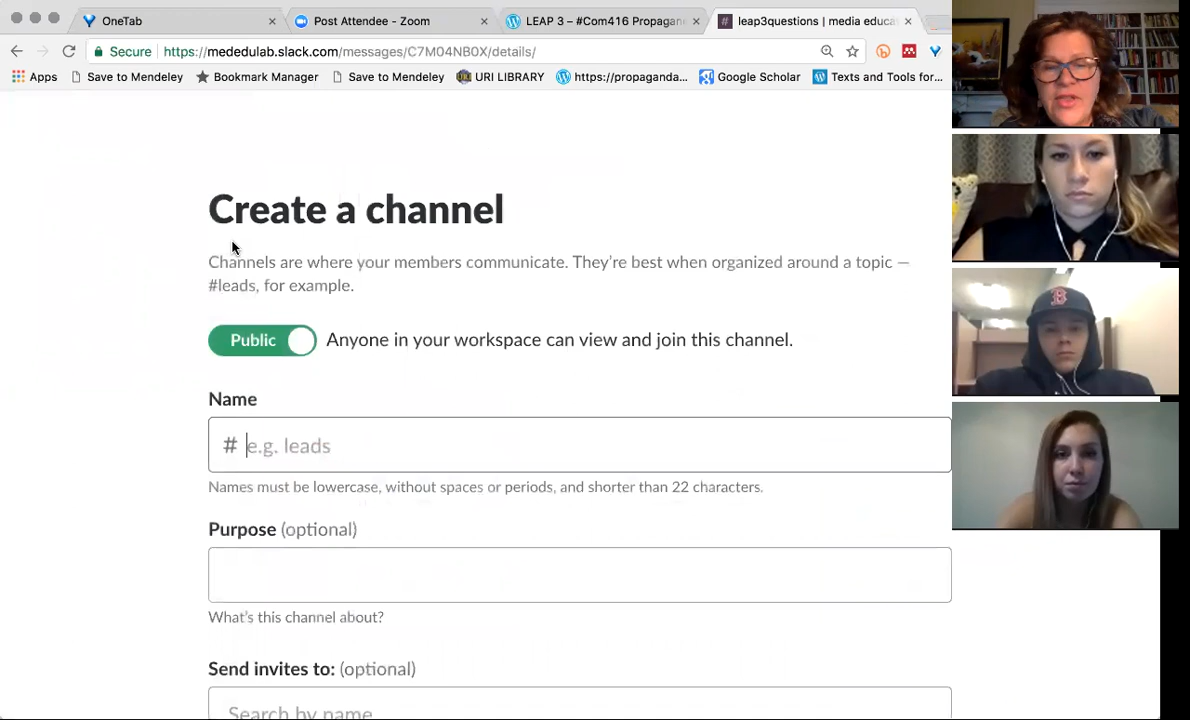 OneTab
Post Attendee - Zoom
LEAP 3 – #Com416 Propagan
leap3questions | media educa
Secure
https://mededulab.slack.com/messages/C7M04NB0X/details/
Apps
Save to Mendeley
Bookmark Manager
Save to Mendeley
URI LIBRARY
https://propaganda...
Google Scholar
Texts and Tools for...
Create a channel
Channels are where your members communicate. They’re best when organized around a topic —
#leads, for example.
Public
Anyone in your workspace can view and join this channel.
Name
# e.g. leads
Names must be lowercase, without spaces or periods, and shorter than 22 characters.
Purpose (optional)
What’s this channel about?
Send invites to: (optional)
Search by name
B